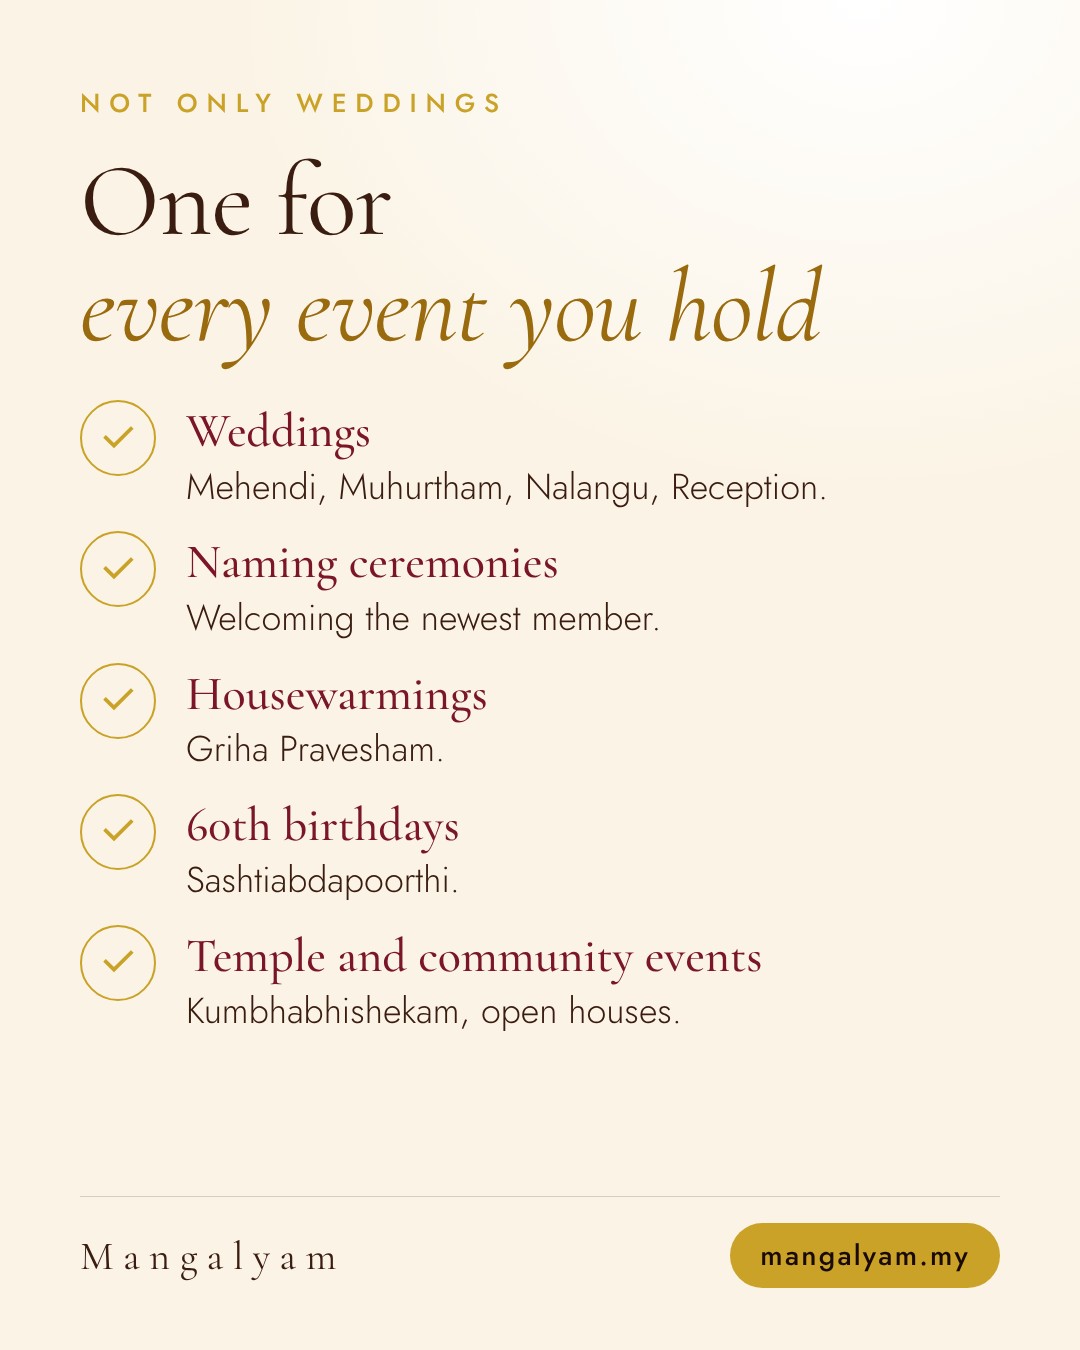 NOT ONLY WEDDINGS
One for
every event you hold
Weddings
Mehendi, Muhurtham, Nalangu, Reception.
Naming ceremonies
Welcoming the newest member.
Housewarmings
Griha Pravesham.
60th birthdays
Sashtiabdapoorthi.
Temple and community events
Kumbhabhishekam, open houses.
Mangalyam
mangalyam.my